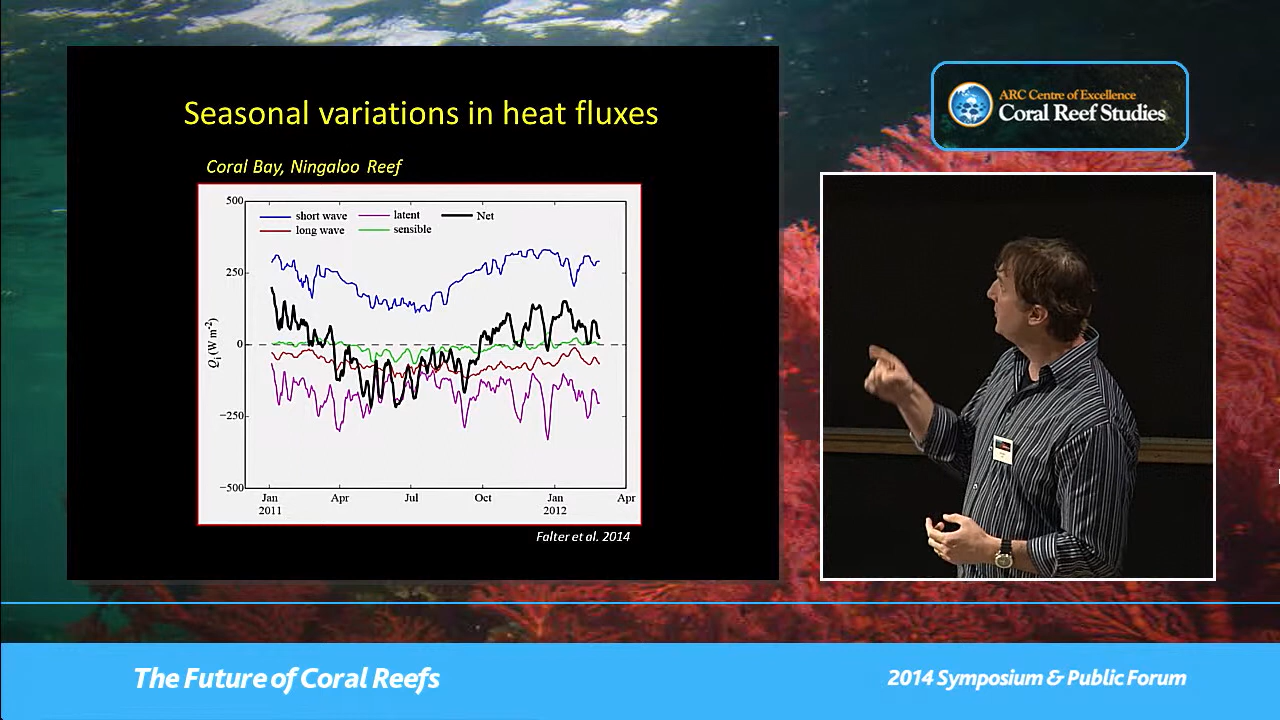 Seasonal variations in heat fluxes
Coral Bay, Ningaloo Reef
500
250
0
−250
−500
Qt (W m-2)
short wave
latent
Net
long wave
sensible
Jan
2011
Apr
Jul
Oct
Jan
2012
Apr
Falter et al. 2014
ARC Centre of Excellence
Coral Reef Studies
The Future of Coral Reefs
2014 Symposium & Public Forum